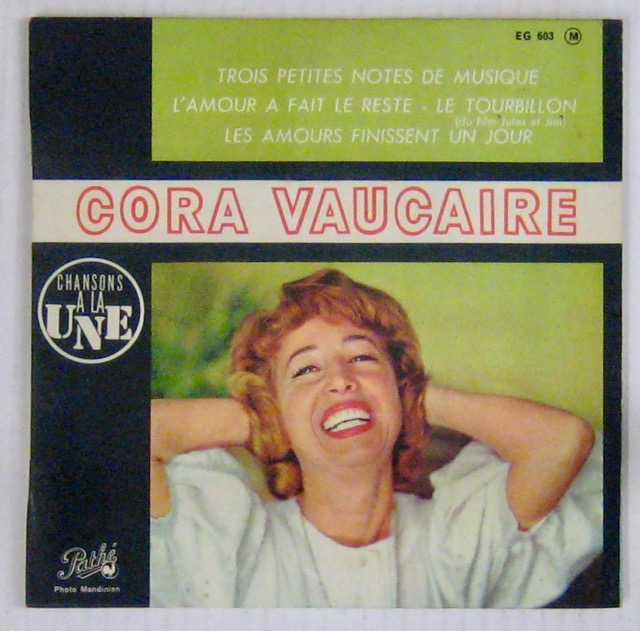 EG 603 M
TROIS PETITES NOTES DE MUSIQUE
L'AMOUR A FAIT LE RESTE - LE TOURBILLON
(du film Jules et Jim)
LES AMOURS FINISSENT UN JOUR
CORA VAUCAIRE
CHANSONS
A LA
UNE
Pathé
Photo Mandinian